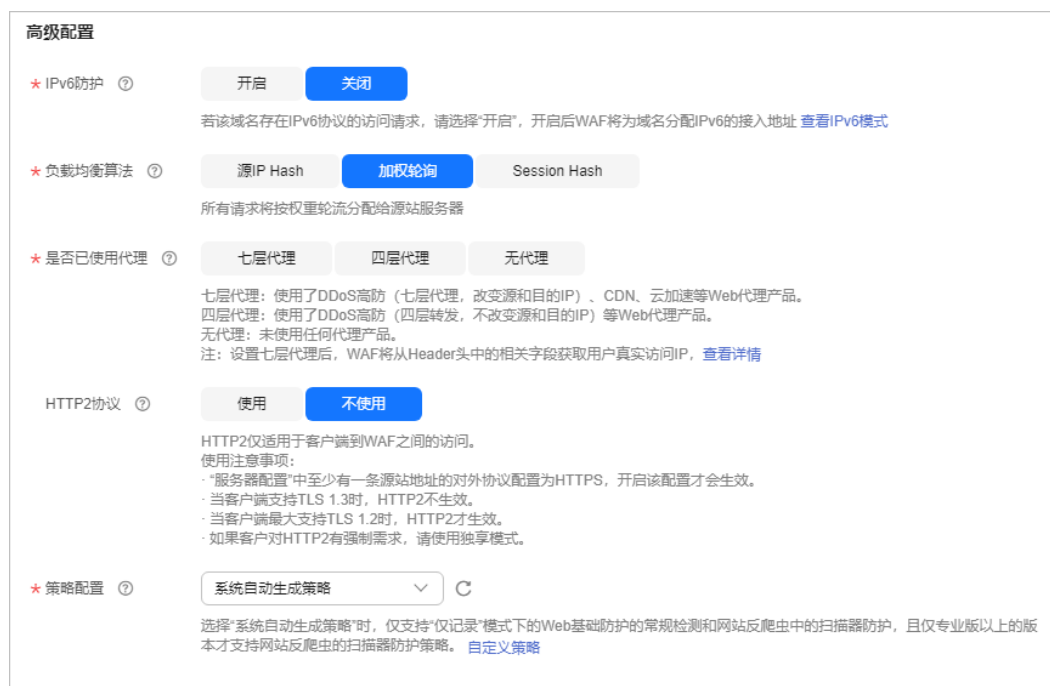 高级配置
* IPv6防护 ? 开启 关闭
若该域名存在IPv6协议的访问请求，请选择“开启”，开启后WAF将为域名分配IPv6的接入地址 查看IPv6模式
* 负载均衡算法 ? 源IP Hash 加权轮询 Session Hash
所有请求将按权重轮流分配给源站服务器
* 是否已使用代理 ? 七层代理 四层代理 无代理
七层代理：使用了DDoS高防（七层代理，改变源和目的IP）、CDN、云加速等Web代理产品。
四层代理：使用了DDoS高防（四层转发，不改变源和目的IP）等Web代理产品。
无代理：未使用任何代理产品。
注：设置七层代理后，WAF将从Header头中的相关字段获取用户真实访问IP，查看详情
HTTP2协议 ? 使用 不使用
HTTP2仅适用于客户端到WAF之间的访问。
使用注意事项：
· “服务器配置”中至少有一条源站地址的对外协议配置为HTTPS，开启该配置才会生效。
· 当客户端支持TLS 1.3时，HTTP2不生效。
· 当客户端最大支持TLS 1.2时，HTTP2才生效。
· 如果客户对HTTP2有强制需求，请使用独享模式。
* 策略配置 ? 系统自动生成策略
选择“系统自动生成策略”时，仅支持“仅记录”模式下的Web基础防护的常规检测和网站反爬虫中的扫描器防护，且仅专业版以上的版
本才支持网站反爬虫的扫描器防护策略。 自定义策略